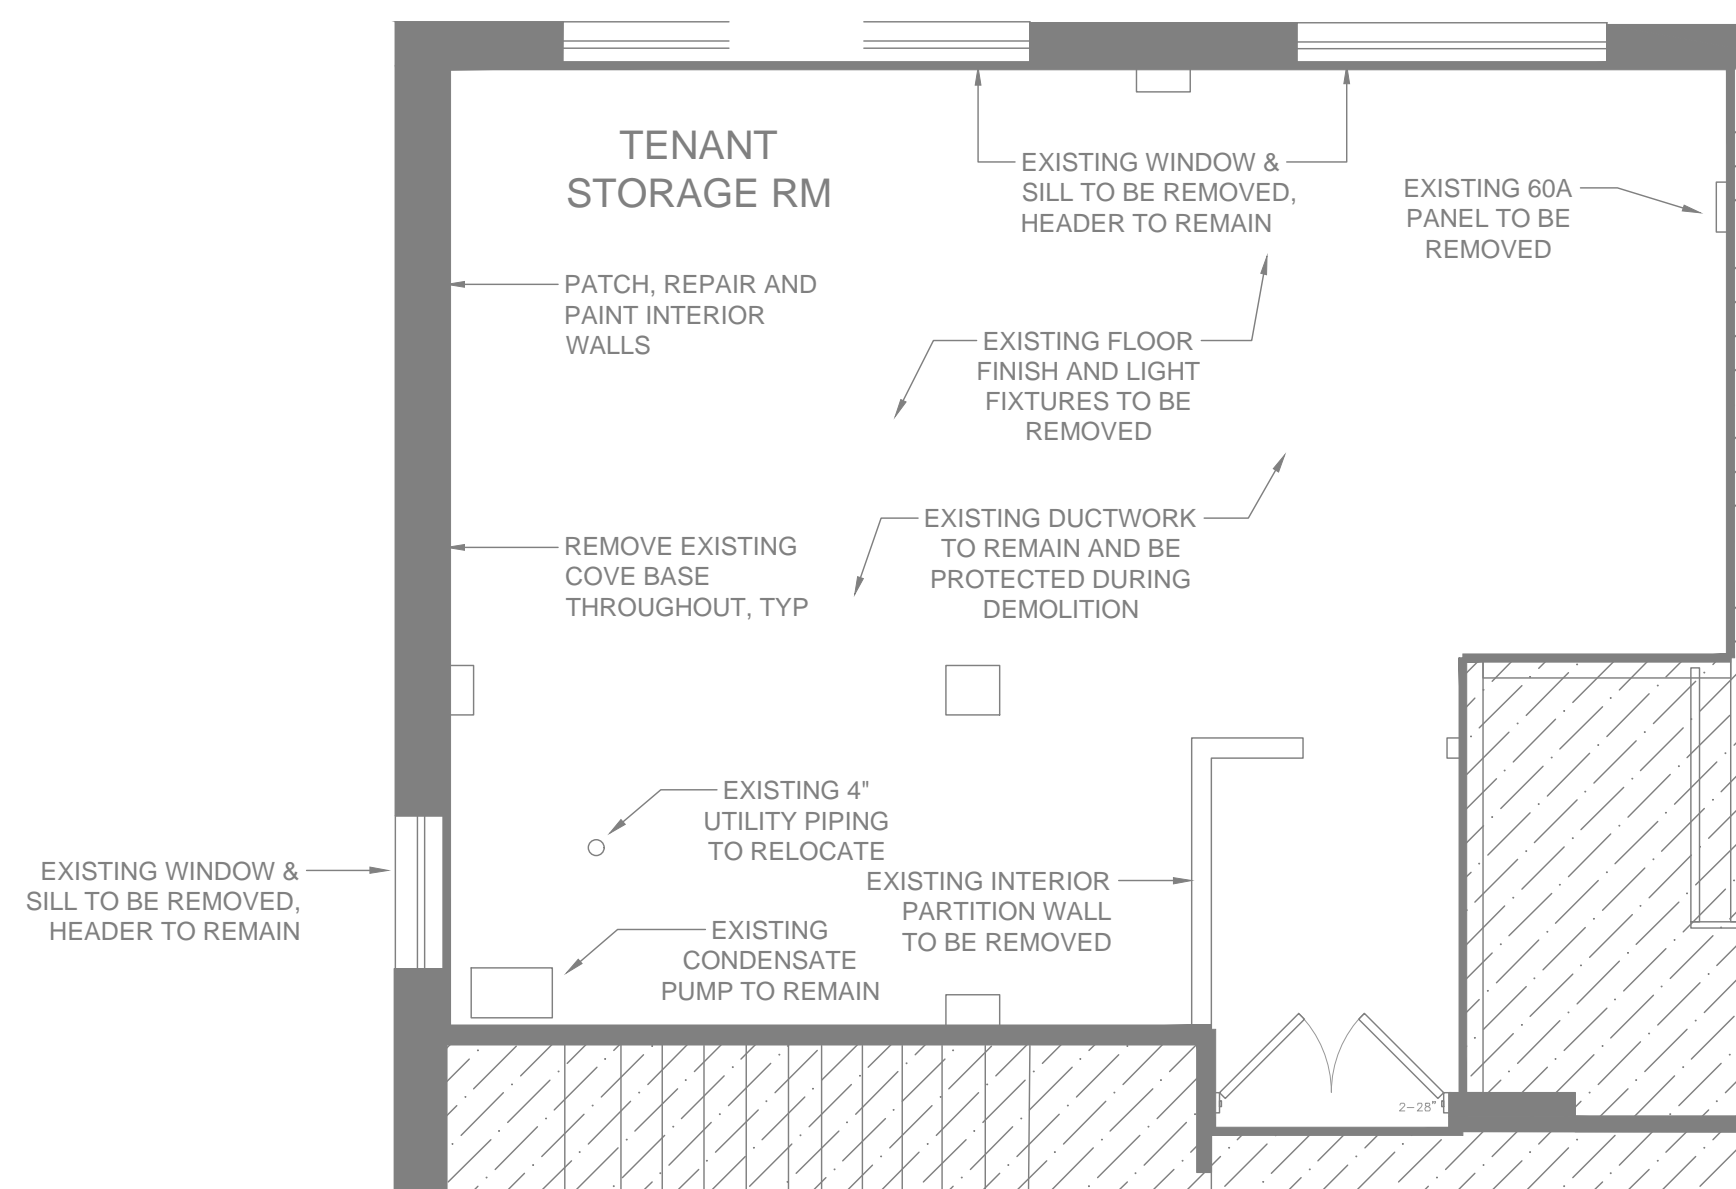 TENANT
STORAGE RM
EXISTING WINDOW &
SILL TO BE REMOVED,
HEADER TO REMAIN
EXISTING 60A
PANEL TO BE
REMOVED
PATCH, REPAIR AND
PAINT INTERIOR
WALLS
EXISTING FLOOR
FINISH AND LIGHT
FIXTURES TO BE
REMOVED
REMOVE EXISTING
COVE BASE
THROUGHOUT, TYP
EXISTING DUCTWORK
TO REMAIN AND BE
PROTECTED DURING
DEMOLITION
EXISTING 4"
UTILITY PIPING
TO RELOCATE
EXISTING WINDOW &
SILL TO BE REMOVED,
HEADER TO REMAIN
EXISTING INTERIOR
PARTITION WALL
TO BE REMOVED
EXISTING
CONDENSATE
PUMP TO REMAIN
2-28"